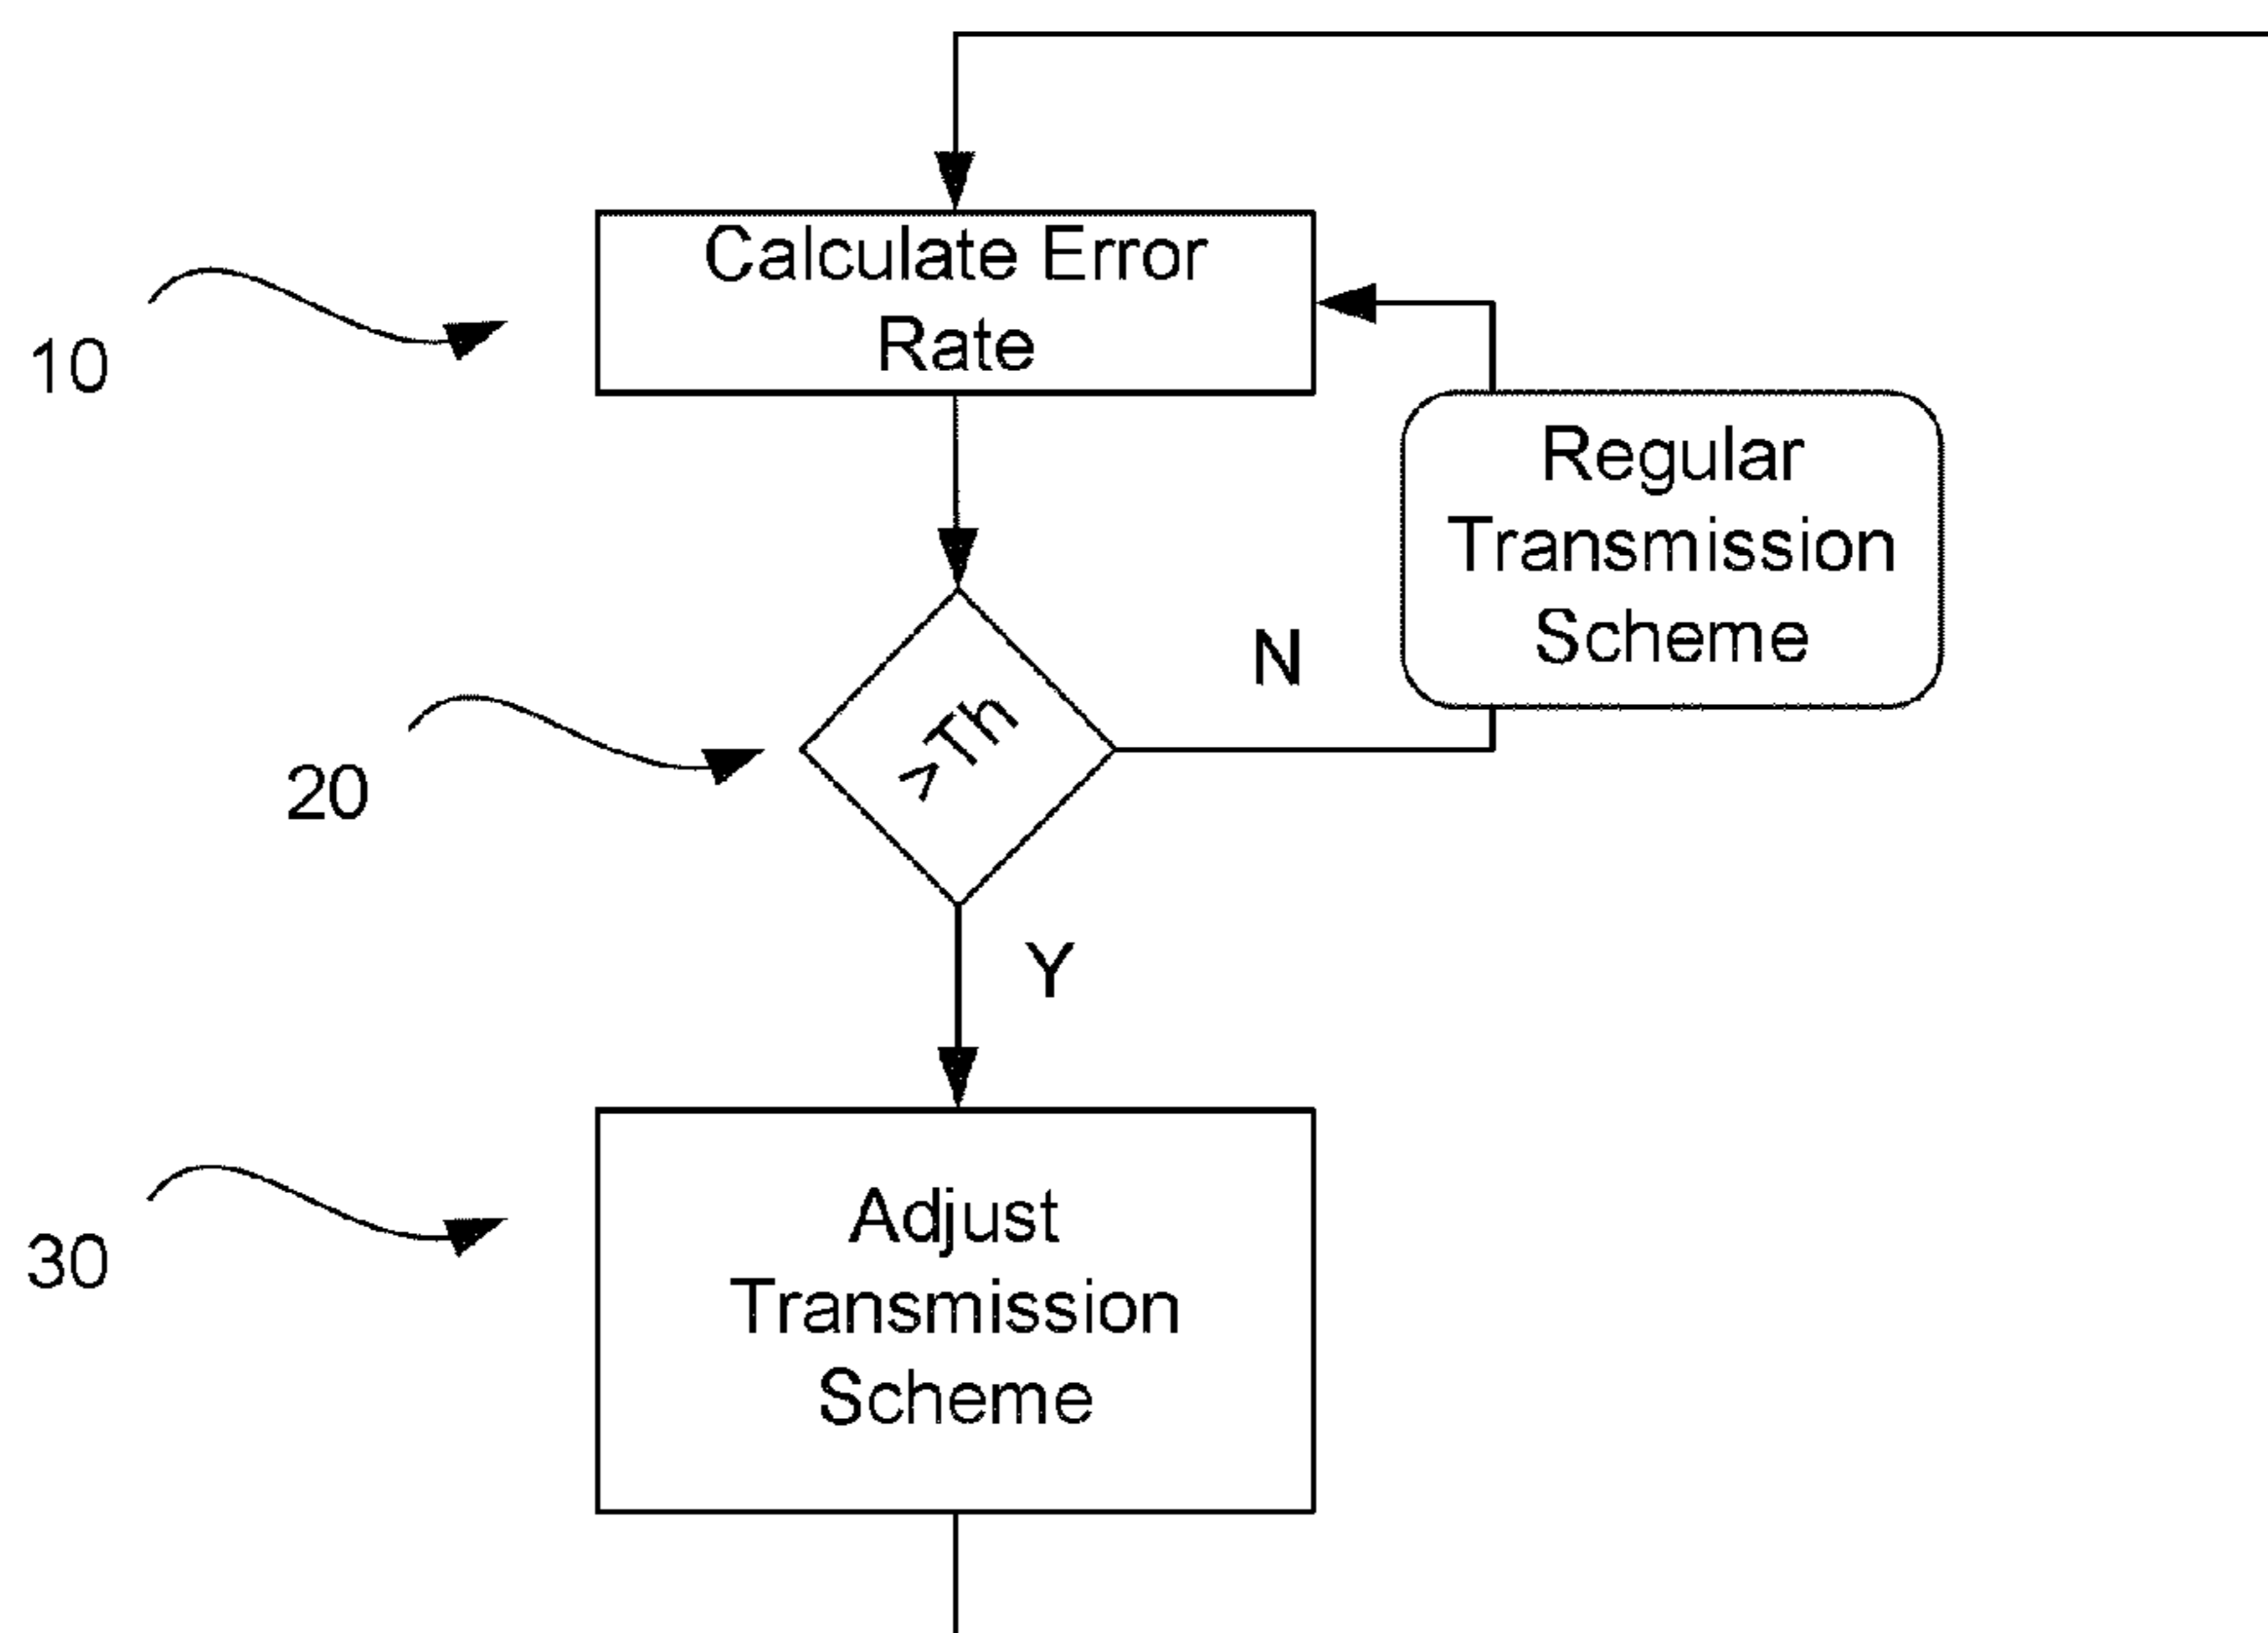 Calculate Error
Rate
10
Regular
Transmission
Scheme
N
>Th
20
Y
Adjust
Transmission
Scheme
30